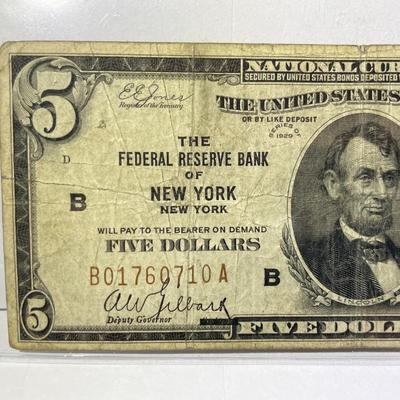 NATIONAL CUR
SECURED BY UNITED STATES BONDS DEPOSITED
5
E.E. Jones
Register of the Treasury
THE UNITED STATES
OR BY LIKE DEPOSIT
SERIES OF
1929
D
THE
FEDERAL RESERVE BANK
OF
NEW YORK
NEW YORK
B
WILL PAY TO THE BEARER ON DEMAND
FIVE DOLLARS
B01760710A
B
LINCOLN
5
AW Gilbart
Deputy Governor
FIVE DOL